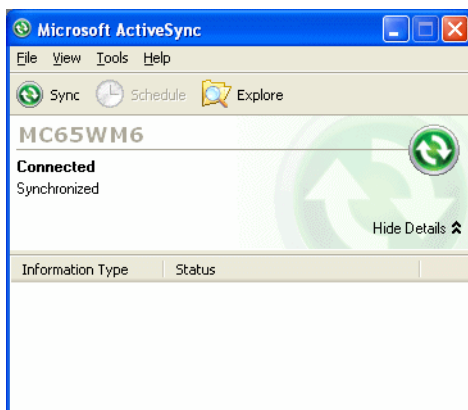 Microsoft ActiveSync
File View Tools Help
Sync Schedule Explore
MC65WM6
Connected
Synchronized
Hide Details
Information Type Status